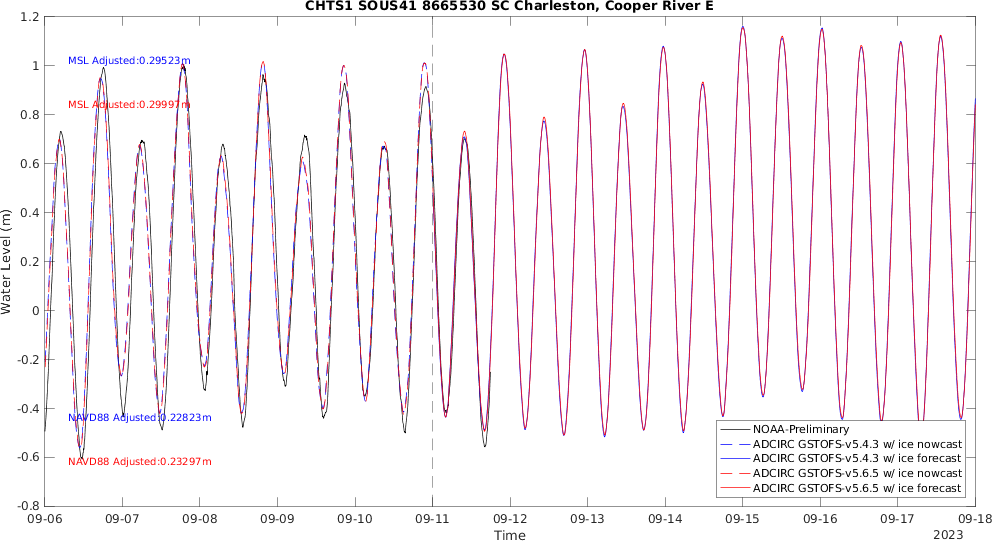 CHTS1 SOUS41 8665530 SC Charleston, Cooper River E
1.2
1
0.8
0.6
0.4
0.2
0
-0.2
-0.4
-0.6
-0.8
Water Level (m)
MSL Adjusted:0.29523m
MSL Adjusted:0.29997m
NAVD88 Adjusted:0.22823m
NAVD88 Adjusted:0.23297m
NOAA-Preliminary
ADCIRC GSTOFS-v5.4.3 w/ ice nowcast
ADCIRC GSTOFS-v5.4.3 w/ ice forecast
ADCIRC GSTOFS-v5.6.5 w/ ice nowcast
ADCIRC GSTOFS-v5.6.5 w/ ice forecast
09-06 09-07 09-08 09-09 09-10 09-11 09-12 09-13 09-14 09-15 09-16 09-17 09-18
Time
2023